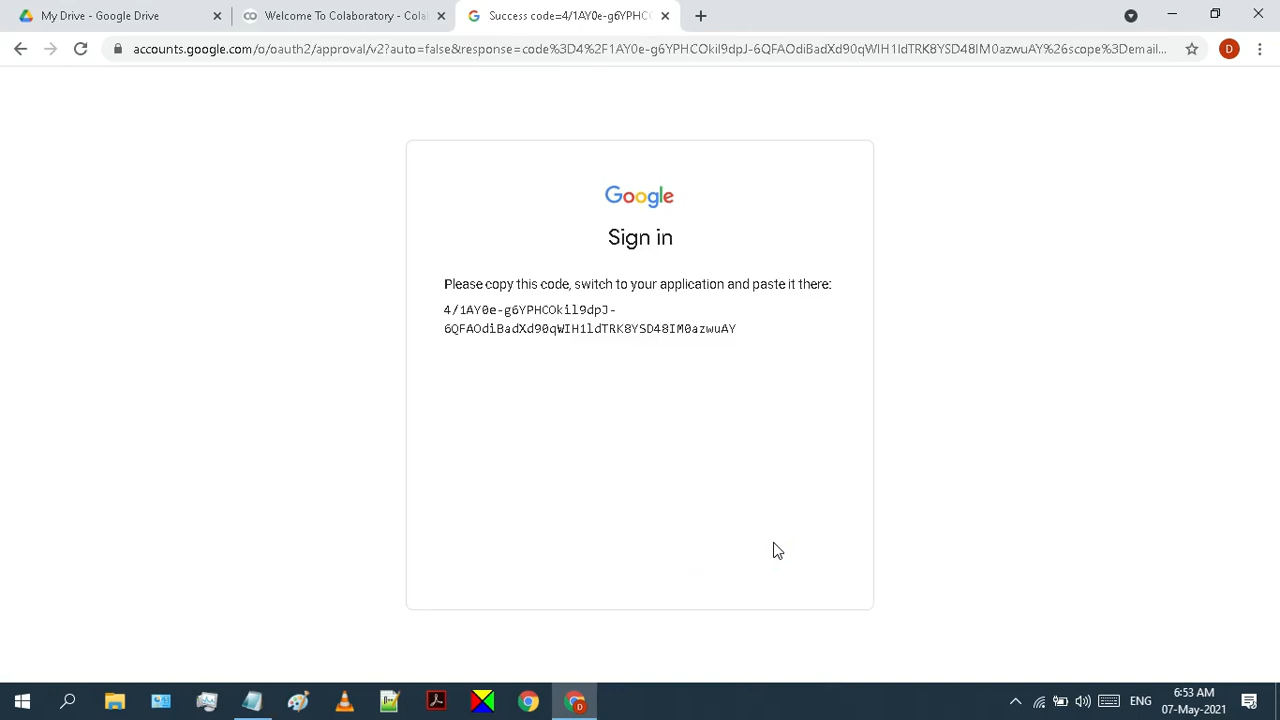 My Drive - Google Drive
Welcome To Colaboratory - Colal
Success code=4/1AY0e-g6YPHCO
accounts.google.com/o/oauth2/approval/v2?auto=false&response=code%3D4%2F1AY0e-g6YPHCOkil9dpJ-6QFAOdiBadXd90qWIH1ldTRK8YSD48IM0azwuAY%26scope%3Demail...
D
Google
Sign in
Please copy this code, switch to your application and paste it there:
4/1AY0e-g6YPHCOkil9dpJ-
6QFAOdiBadXd90qWIH1ldTRK8YSD48IM0azwuAY
D
ENG
6:53 AM
07-May-2021